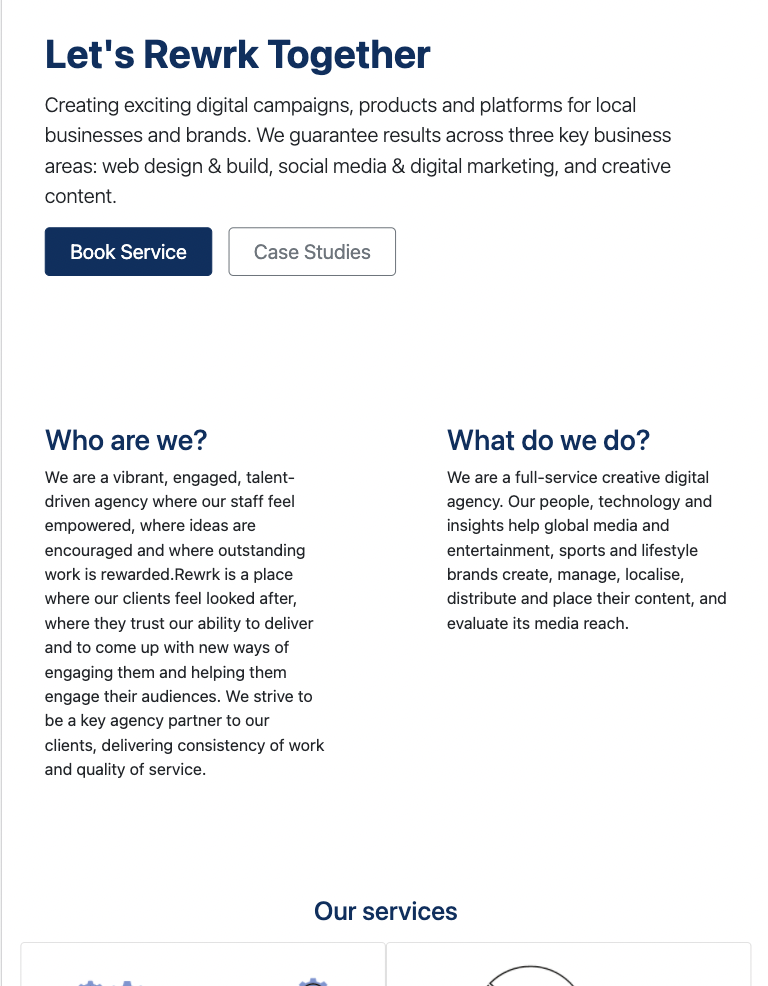 Let's Rewrk Together
Creating exciting digital campaigns, products and platforms for local
businesses and brands. We guarantee results across three key business
areas: web design & build, social media & digital marketing, and creative
content.
Book Service
Case Studies
Who are we?
We are a vibrant, engaged, talent-
driven agency where our staff feel
empowered, where ideas are
encouraged and where outstanding
work is rewarded.Rewrk is a place
where our clients feel looked after,
where they trust our ability to deliver
and to come up with new ways of
engaging them and helping them
engage their audiences. We strive to
be a key agency partner to our
clients, delivering consistency of work
and quality of service.
What do we do?
We are a full-service creative digital
agency. Our people, technology and
insights help global media and
entertainment, sports and lifestyle
brands create, manage, localise,
distribute and place their content, and
evaluate its media reach.
Our services